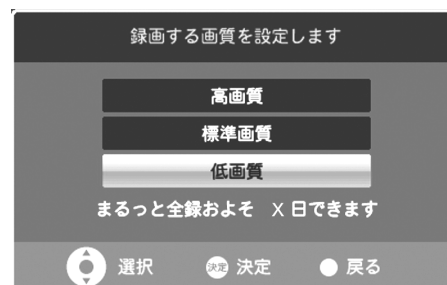 録画する画質を設定します
高画質
標準画質
低画質
まるっと全録およそ X 日できます
選択 決定 決定 戻る